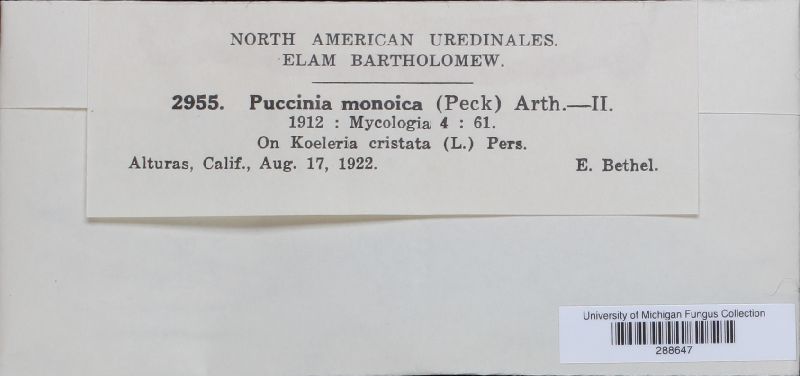 NORTH AMERICAN UREDINALES.
ELAM BARTHOLOMEW.
2955. Puccinia monoica (Peck) Arth.—II.
1912 : Mycologia 4 : 61.
On Koeleria cristata (L.) Pers.
Alturas, Calif., Aug. 17, 1922. E. Bethel.
University of Michigan Fungus Collection
288647